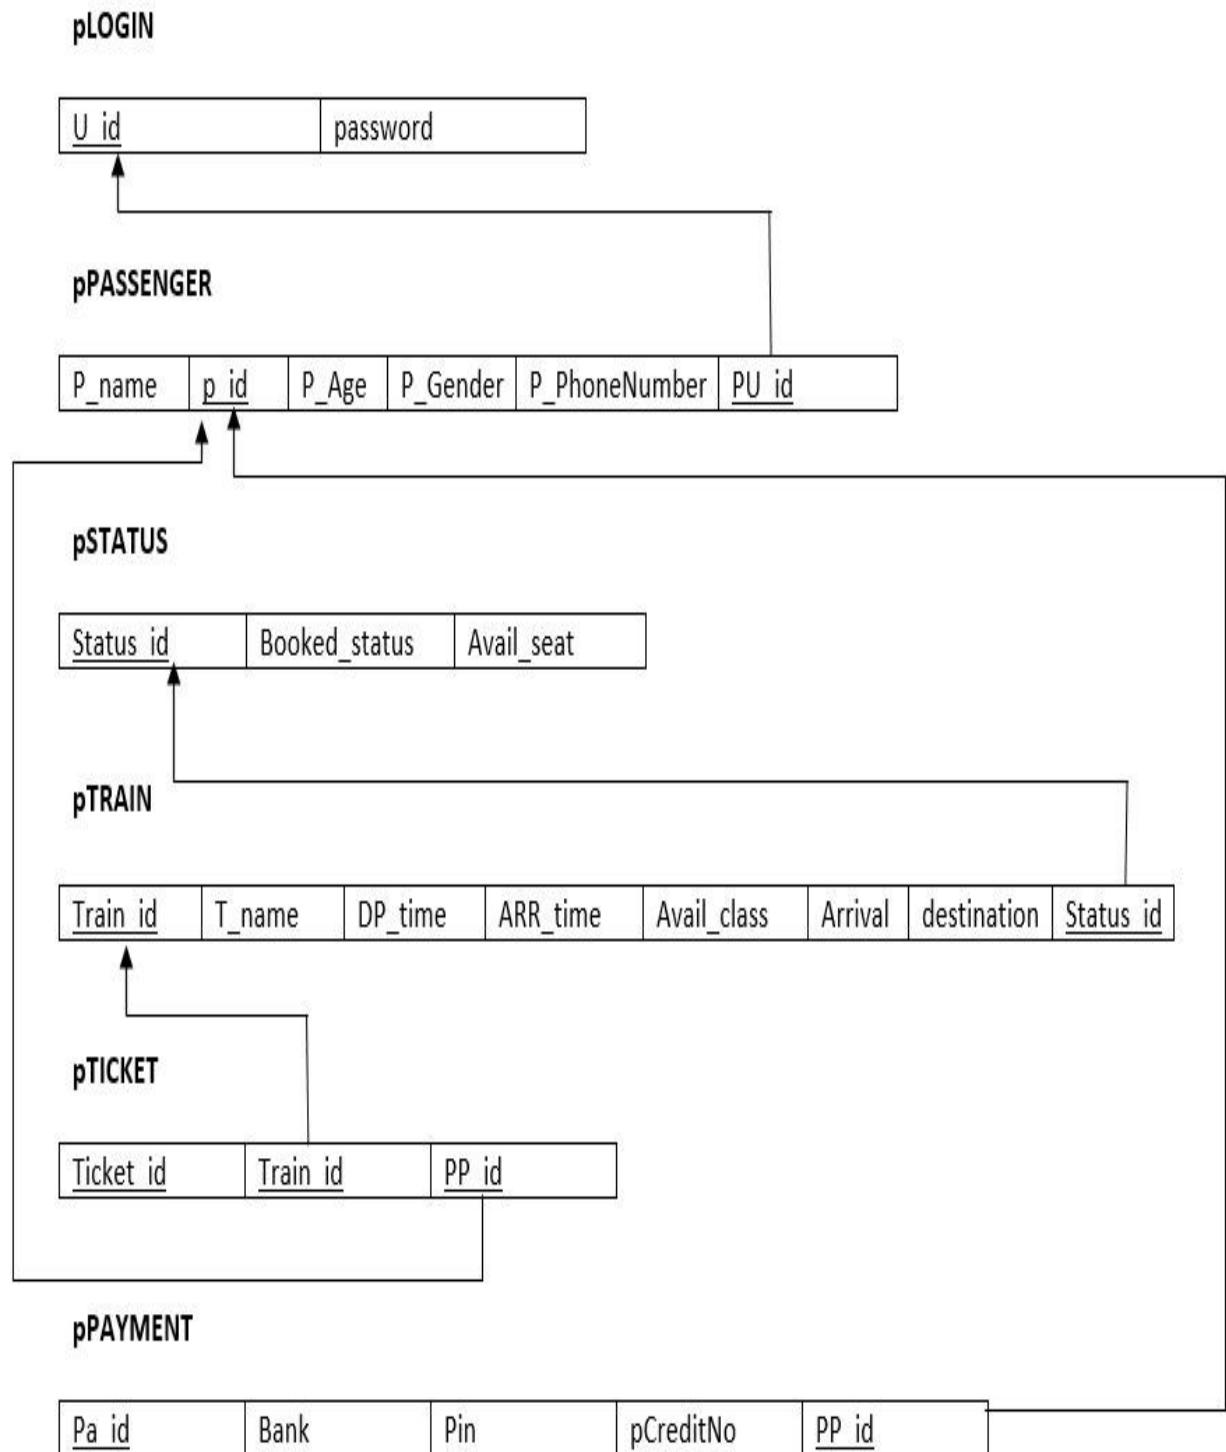 pLOGIN
U_id password
pPASSENGER
P_name p_id P_Age P_Gender P_PhoneNumber PU_id
pSTATUS
Status_id Booked_status Avail_seat
pTRAIN
Train_id T_name DP_time ARR_time Avail_class Arrival destination Status_id
pTICKET
Ticket_id Train_id PP_id
pPAYMENT
Pa_id Bank Pin pCreditNo PP_id